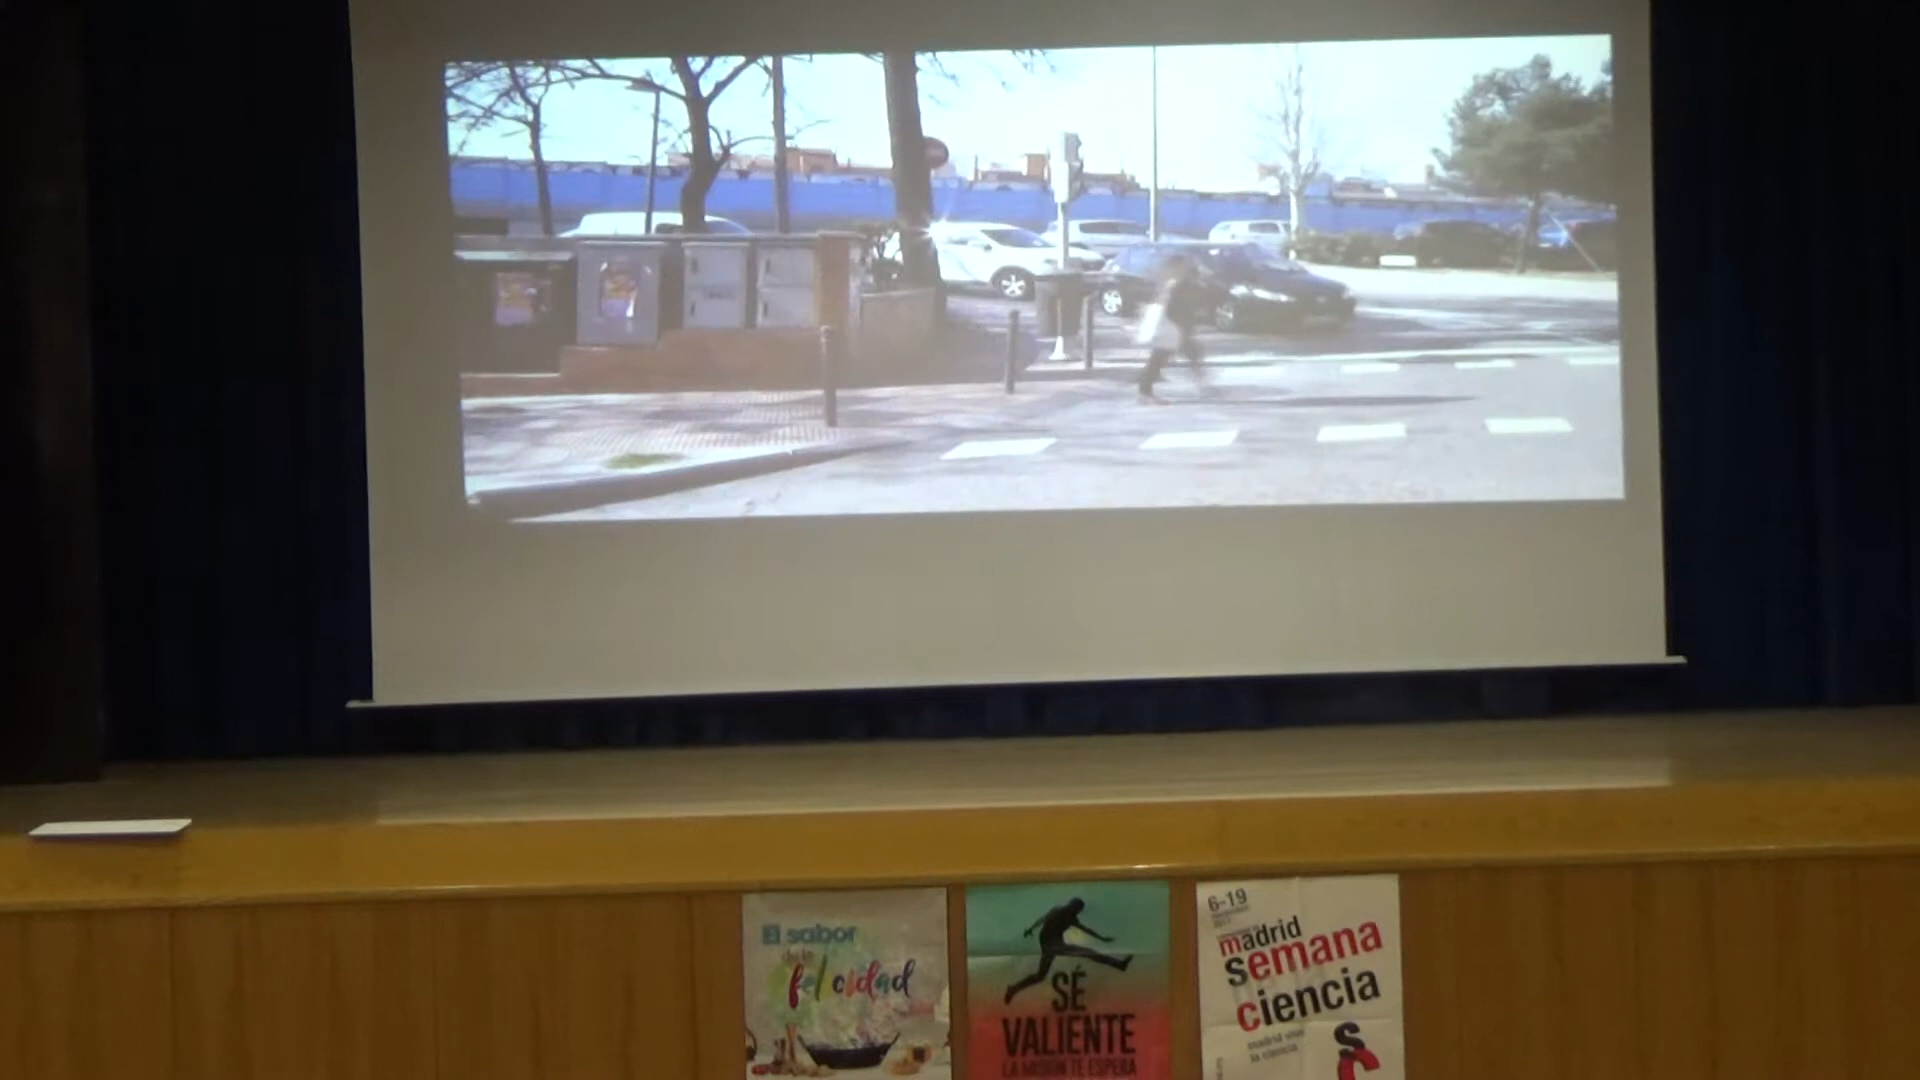 El sabor
de la
felicidad
SÉ
VALIENTE
LA MISIÓN TE ESPERA
6-19
madrid
semana
ciencia
madrid vive
la ciencia